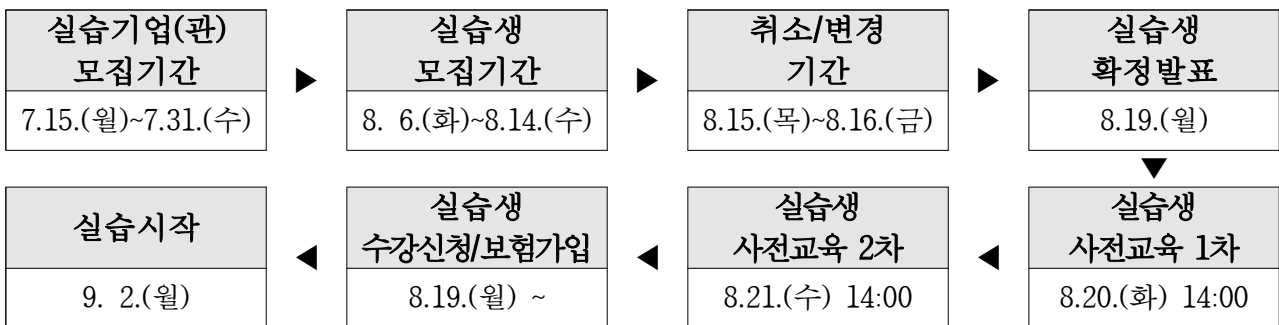 실습기업(관)
모집기간
7.15.(월)~7.31.(수)
▶
실습생
모집기간
8. 6.(화)~8.14.(수)
▶
취소/변경
기간
8.15.(목)~8.16.(금)
▶
실습생
확정발표
8.19.(월)
▼
실습생
사전교육 1차
8.20.(화) 14:00
◀
실습생
사전교육 2차
8.21.(수) 14:00
◀
실습생
수강신청/보험가입
8.19.(월) ~
◀
실습시작
9. 2.(월)